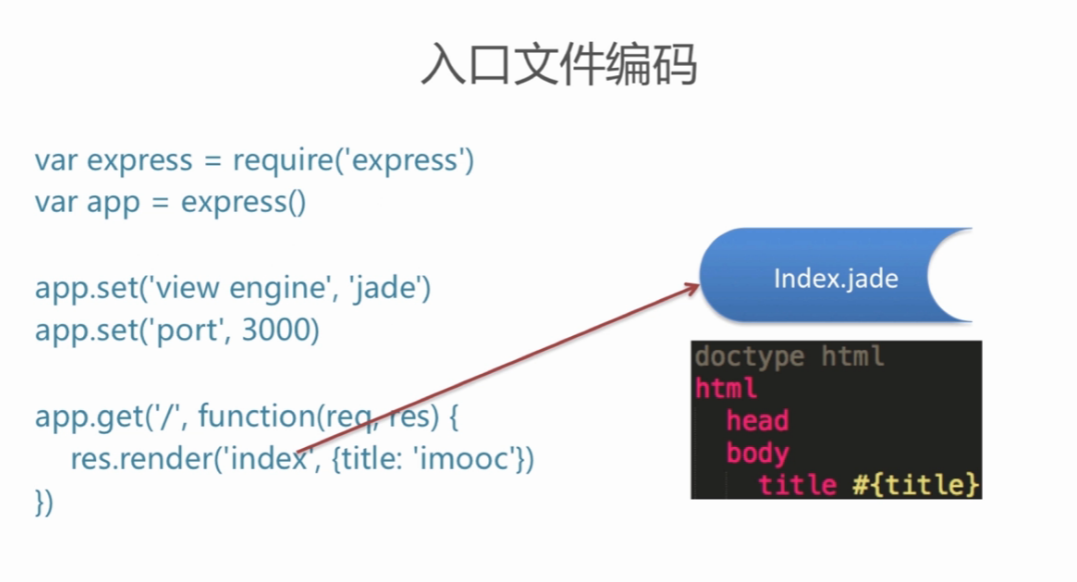 入口文件编码
var express = require('express')
var app = express()
app.set('view engine', 'jade')
app.set('port', 3000)
app.get('/', function(req, res) {
res.render('index', {title: 'imooc'})
})
Index.jade
doctype html
html
head
body
title #{title}